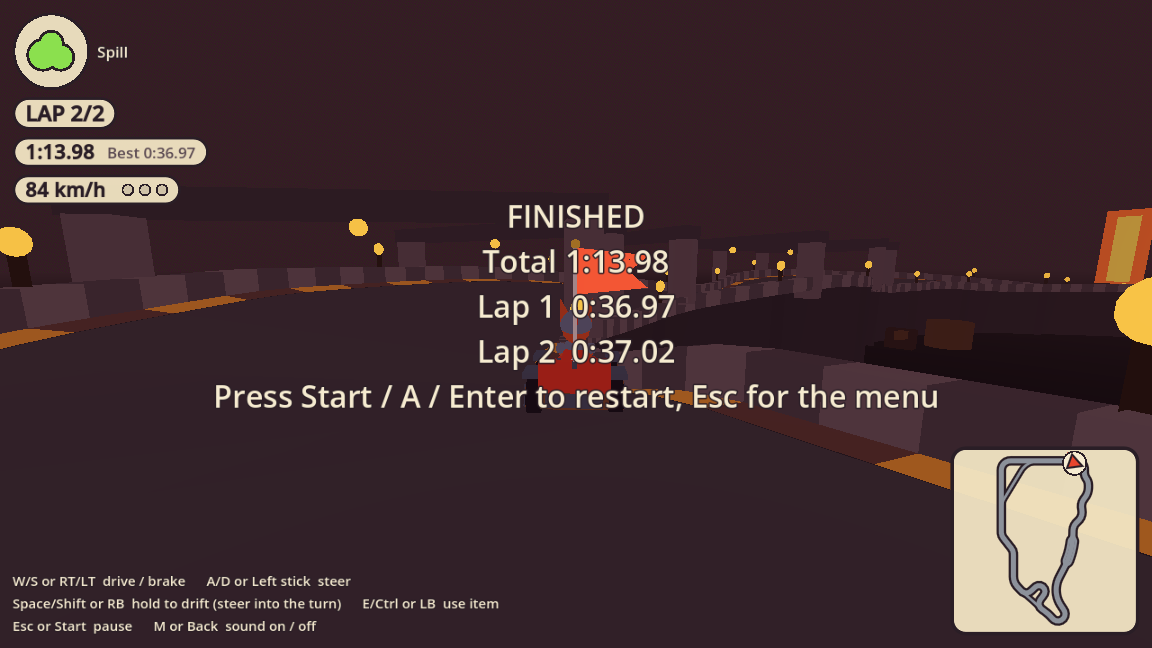 Spill
LAP 2/2
1:13.98 Best 0:36.97
84 km/h
FINISHED
Total 1:13.98
Lap 1 0:36.97
Lap 2 0:37.02
Press Start / A / Enter to restart, Esc for the menu
W/S or RT/LT drive / brake A/D or Left stick steer
Space/Shift or RB hold to drift (steer into the turn) E/Ctrl or LB use item
Esc or Start pause M or Back sound on / off